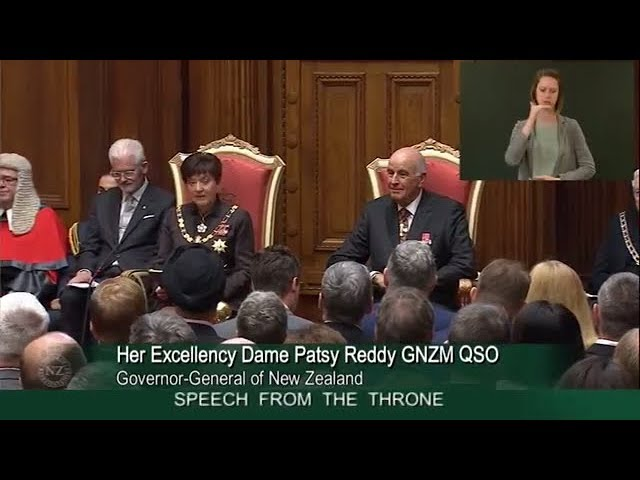 Her Excellency Dame Patsy Reddy GNZM QSO
Governor-General of New Zealand
SPEECH FROM THE THRONE